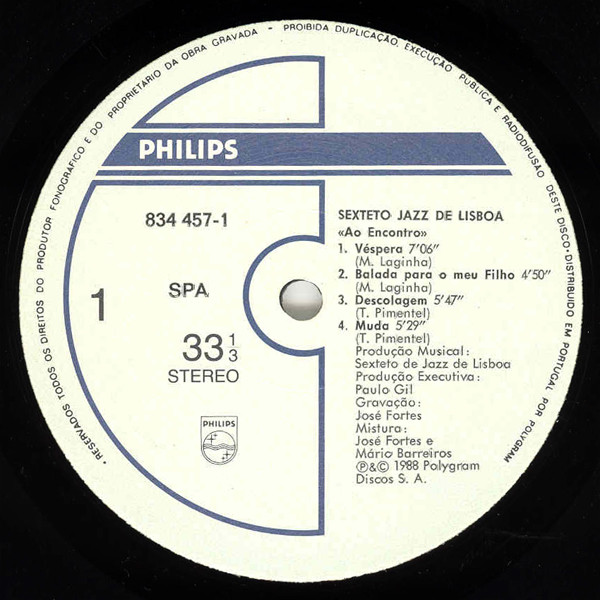 • RESERVADOS TODOS OS DIREITOS DO PRODUTOR FONOGRÁFICO E DO PROPRIETÁRIO DA OBRA GRAVADA - PROIBIDA DUPLICAÇÃO, EXECUÇÃO PÚBLICA E RADIODIFUSÃO DESTE DISCO • DISTRIBUIDO EM PORTUGAL POR POLYGRAM
PHILIPS
834 457-1
1
SPA
33 1/3
STEREO
PHILIPS
SEXTETO JAZZ DE LISBOA
«Ao Encontro»
1. Véspera 7'06"
(M. Laginha)
2. Balada para o meu Filho 4'50"
(M. Laginha)
3. Descolagem 5'47"
(T. Pimentel)
4. Muda 5'29"
(T. Pimentel)
Produção Musical:
Sexteto de Jazz de Lisboa
Produção Executiva:
Paulo Gil
Gravação:
José Fortes
Mistura:
José Fortes e
Mário Barreiros
℗&© 1988 Polygram
Discos S. A.